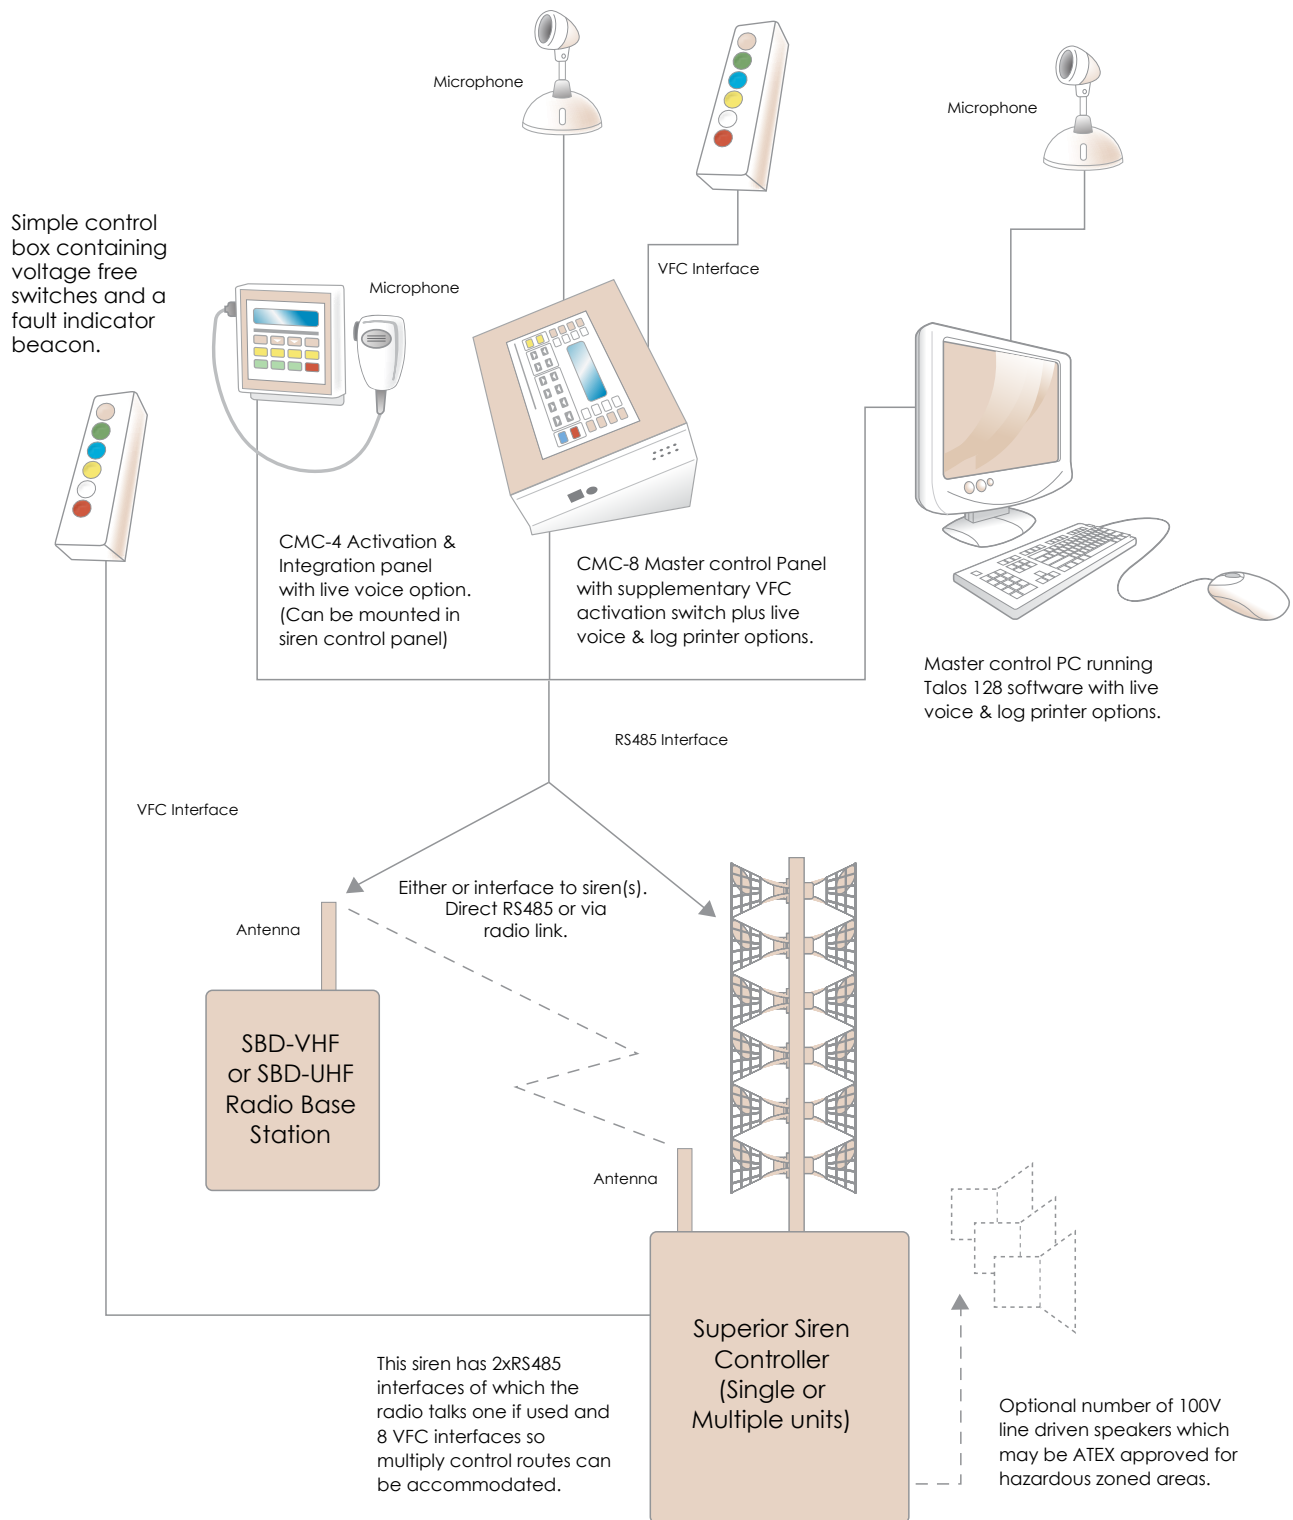 Microphone
Microphone
Simple control
box containing
voltage free
switches and a
fault indicator
beacon.
VFC Interface
Microphone
CMC-4 Activation &
Integration panel
with live voice option.
(Can be mounted in
siren control panel)
CMC-8 Master control Panel
with supplementary VFC
activation switch plus live
voice & log printer options.
Master control PC running
Talos 128 software with live
voice & log printer options.
RS485 Interface
VFC Interface
Either or interface to siren(s).
Direct RS485 or via
radio link.
Antenna
SBD-VHF
or SBD-UHF
Radio Base
Station
Antenna
Superior Siren
Controller
(Single or
Multiple units)
This siren has 2xRS485
interfaces of which the
radio talks one if used and
8 VFC interfaces so
multiply control routes can
be accommodated.
Optional number of 100V
line driven speakers which
may be ATEX approved for
hazardous zoned areas.